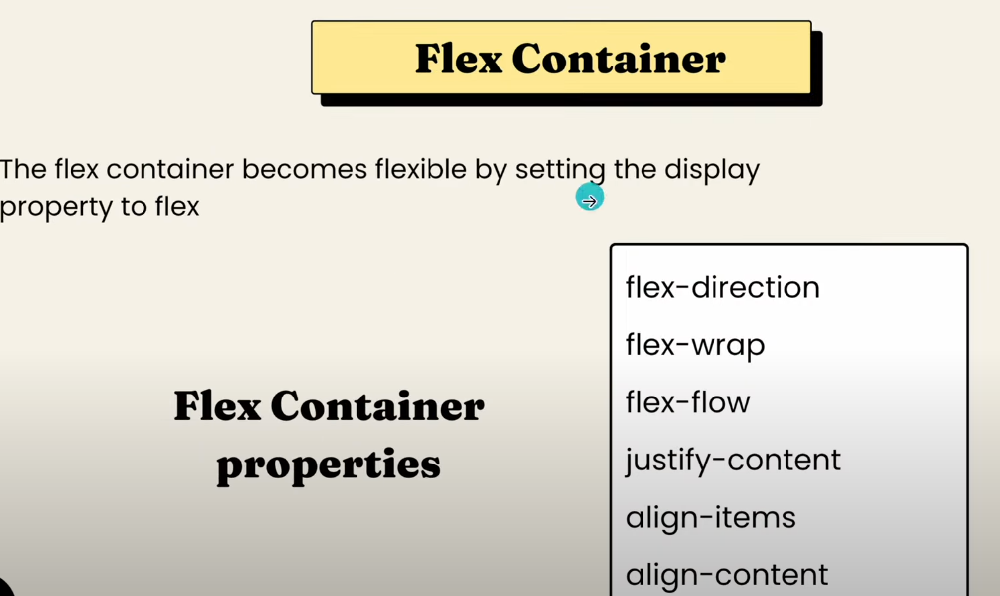 Flex Container
The flex container becomes flexible by setting the display
property to flex
Flex Container
properties
flex-direction
flex-wrap
flex-flow
justify-content
align-items
align-content